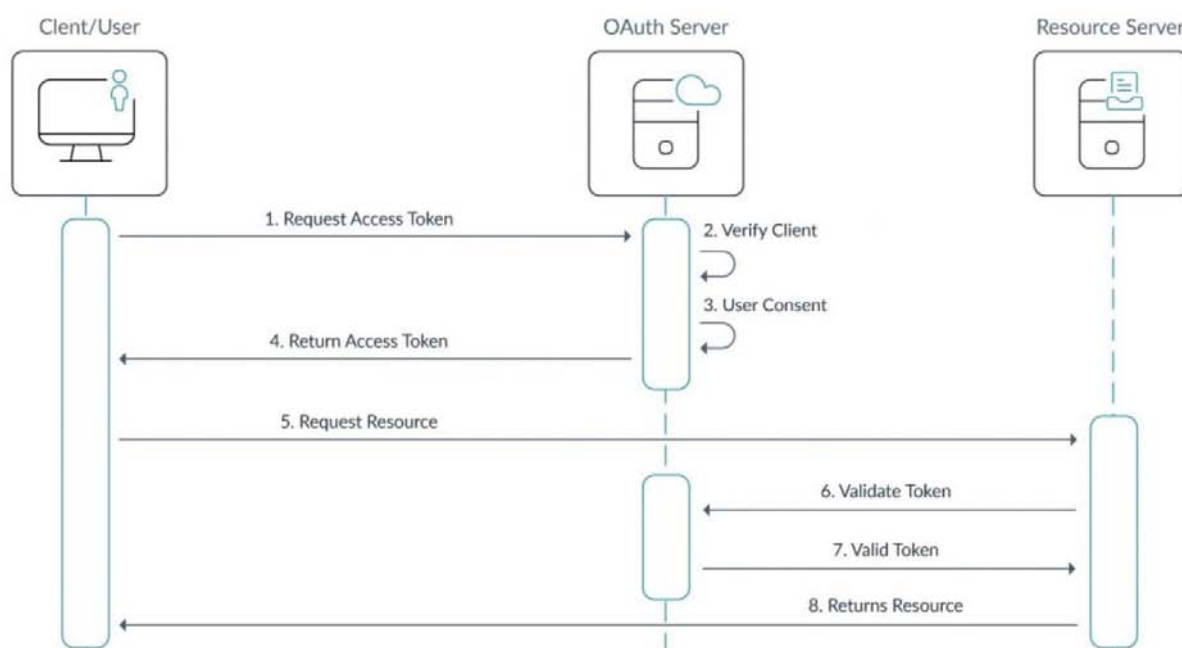 Clent/User
OAuth Server
Resource Server
1. Request Access Token
2. Verify Client
3. User Consent
4. Return Access Token
5. Request Resource
6. Validate Token
7. Valid Token
8. Returns Resource